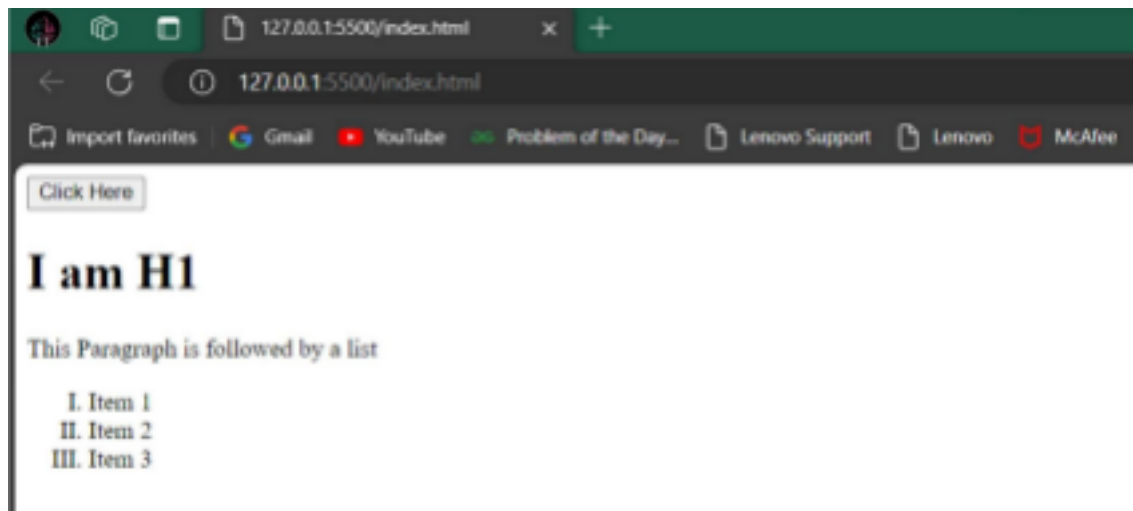 127.0.0.1:5500/index.html
127.0.0.1:5500/index.html
Import favorites Gmail YouTube Problem of the Day... Lenovo Support Lenovo McAfee
Click Here
I am H1
This Paragraph is followed by a list
I. Item 1
II. Item 2
III. Item 3